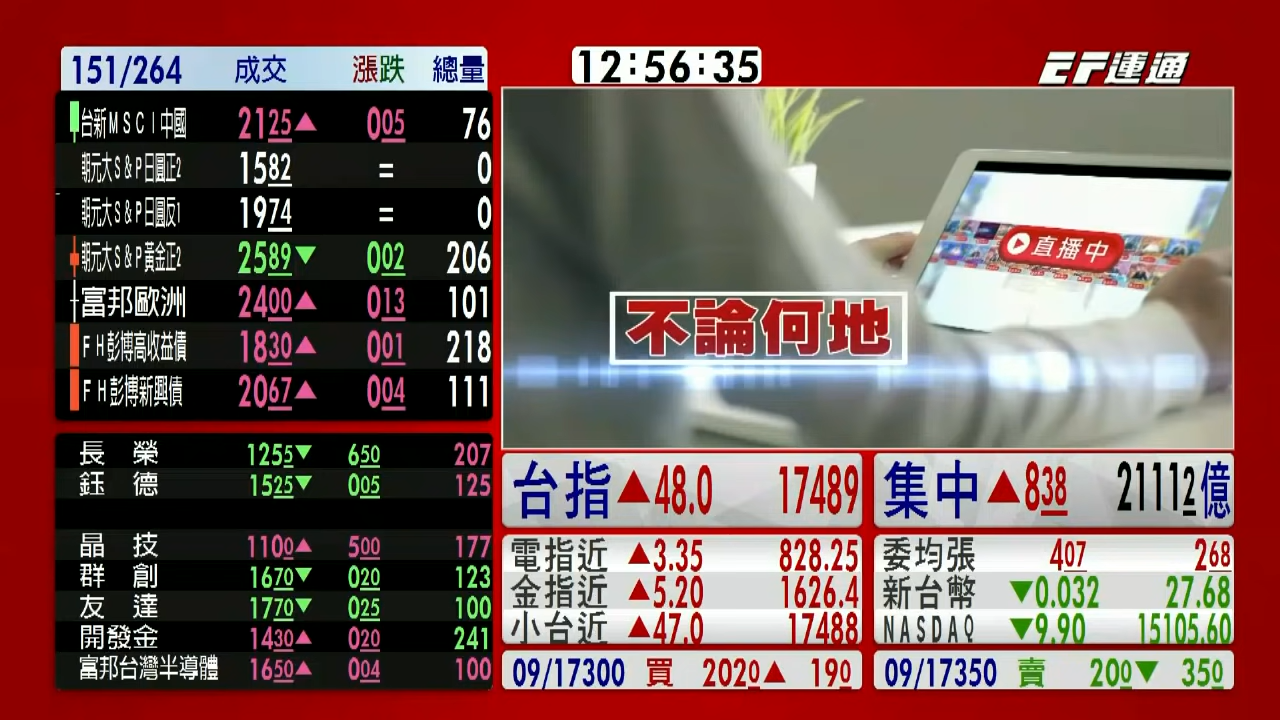 151/264 成交 漲跌 總量
台新MSCI中國 2125▲ 005 76
期元大S&P日圓正2 1582 = 0
期元大S&P日圓反1 1974 = 0
期元大S&P黃金正2 2589▼ 002 206
富邦歐洲 2400▲ 013 101
FH彭博高收益債 1830▲ 001 218
FH彭博新興債 2067▲ 004 111
長榮 1255▼ 650 207
鈺德 1525▼ 005 125
晶技 1100▲ 500 177
群創 1670▼ 020 123
友達 1770▼ 025 100
開發金 1430▲ 020 241
富邦台灣半導體 1650▲ 004 100
12:56:35
EF運通
直播中
不論何地
台指▲48.0 17489
集中▲838 21112億
電指近 ▲3.35 828.25
金指近 ▲5.20 1626.4
小台近 ▲47.0 17488
委均張 407 268
新台幣 ▼0.032 27.68
NASDAQ ▼9.90 15105.60
09/17300 買 2020▲ 190
09/17350 賣 200▼ 350